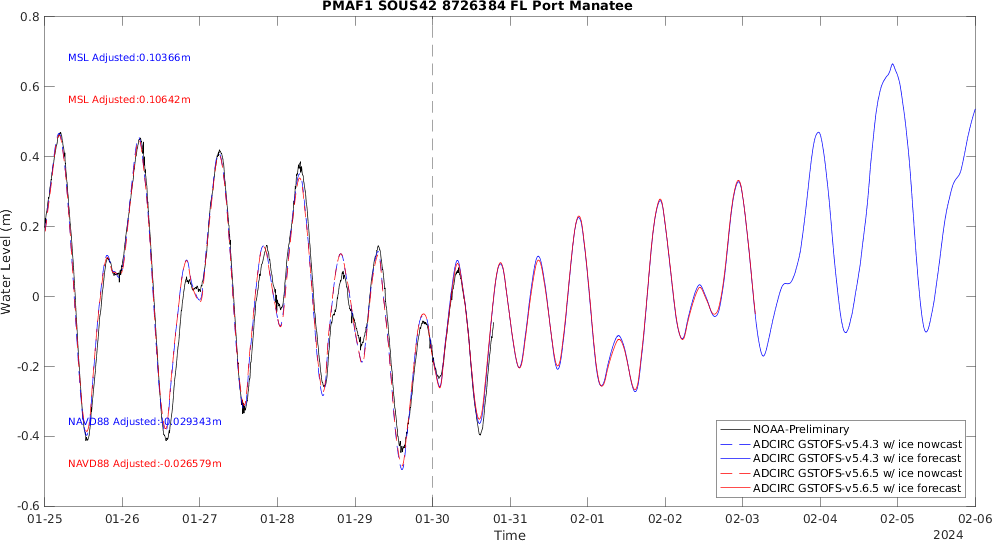 PMAF1 SOUS42 8726384 FL Port Manatee
0.8
0.6
0.4
0.2
0
-0.2
-0.4
-0.6
Water Level (m)
MSL Adjusted:0.10366m
MSL Adjusted:0.10642m
NAVD88 Adjusted:-0.029343m
NAVD88 Adjusted:-0.026579m
NOAA-Preliminary
ADCIRC GSTOFS-v5.4.3 w/ ice nowcast
ADCIRC GSTOFS-v5.4.3 w/ ice forecast
ADCIRC GSTOFS-v5.6.5 w/ ice nowcast
ADCIRC GSTOFS-v5.6.5 w/ ice forecast
01-25 01-26 01-27 01-28 01-29 01-30 01-31 02-01 02-02 02-03 02-04 02-05 02-06
Time
2024